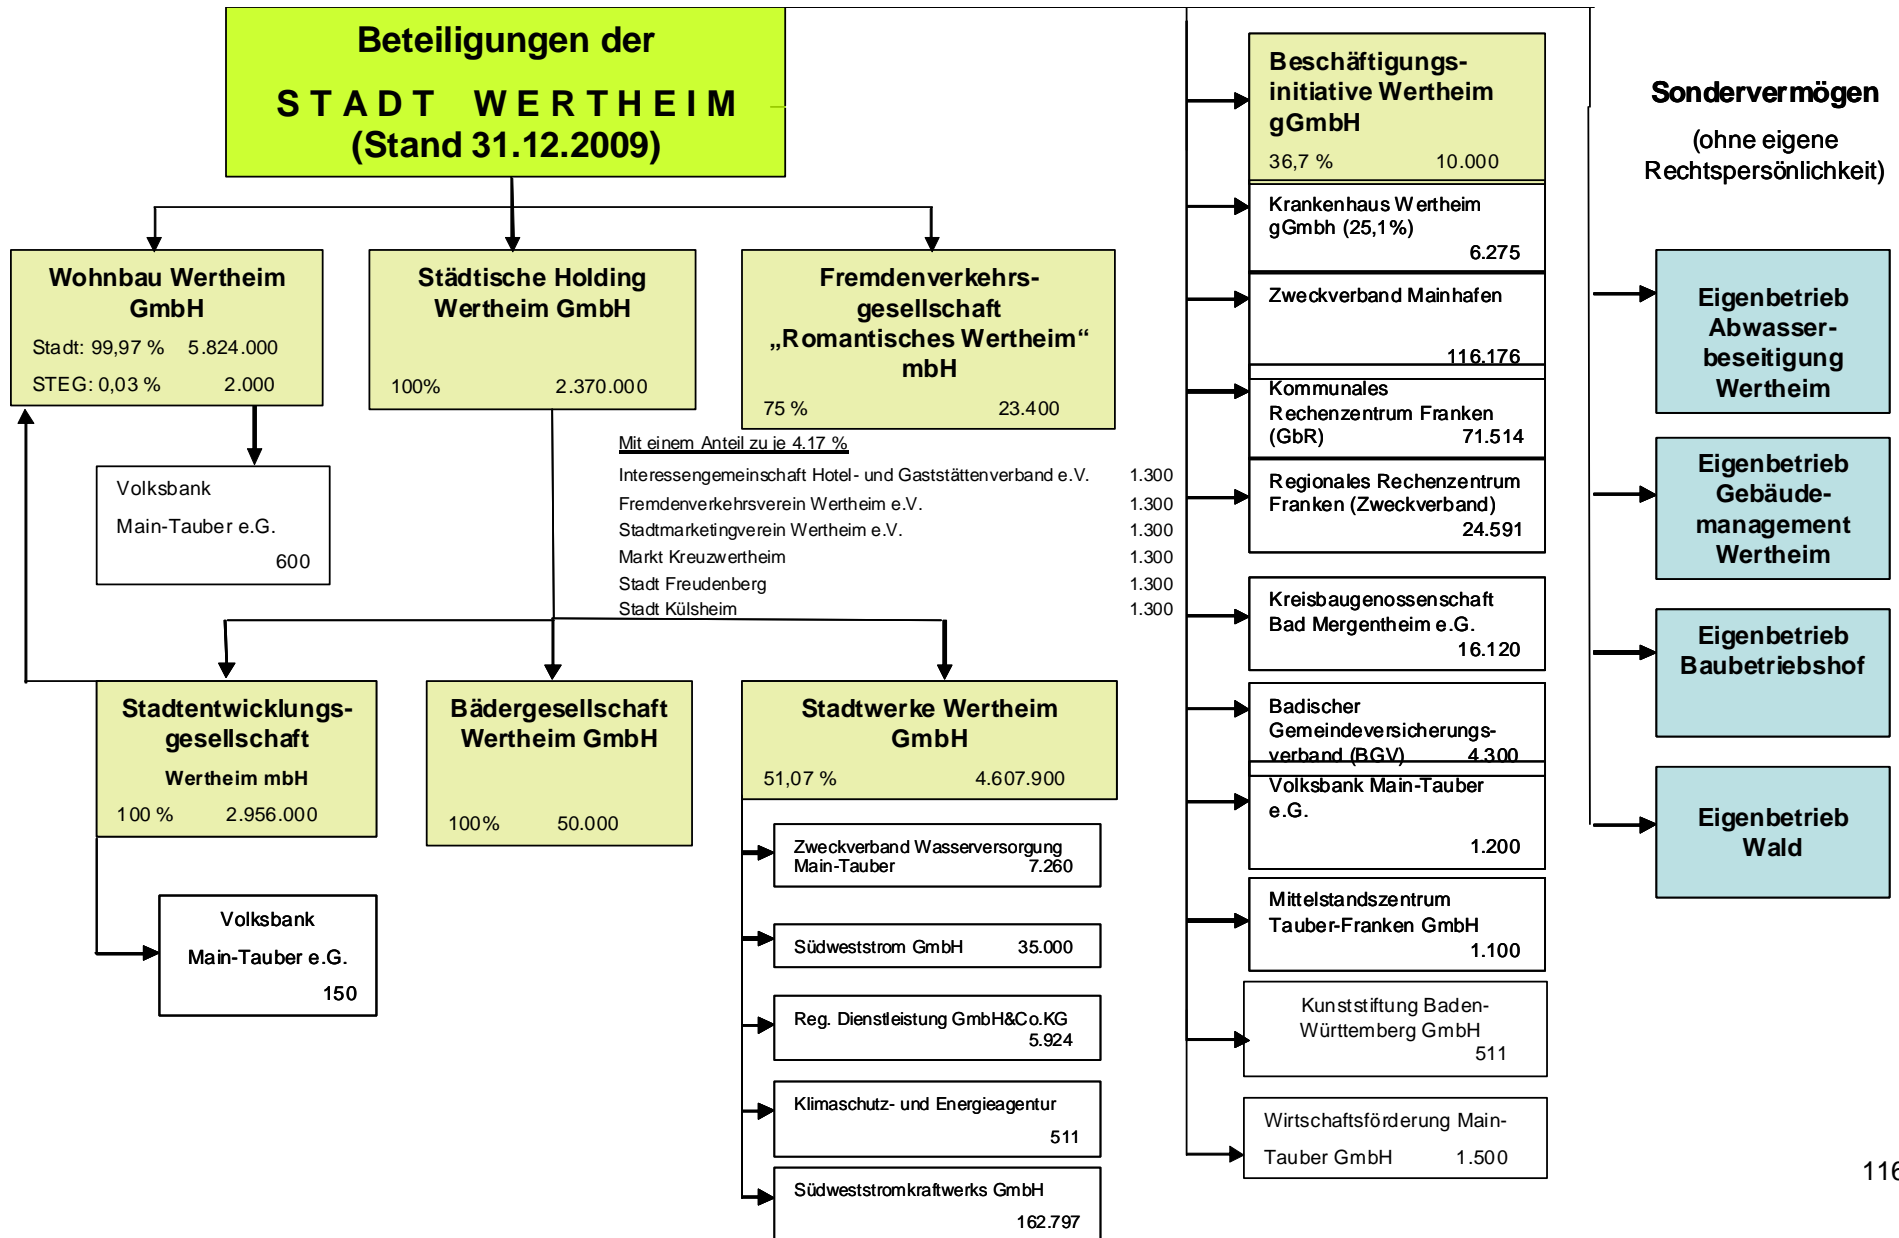 Beteiligungen der
STADT WERTHEIM
(Stand 31.12.2009)
Wohnbau Wertheim
GmbH
Stadt: 99,97 % 5.824.000
STEG: 0,03 % 2.000
Städtische Holding
Wertheim GmbH
100% 2.370.000
Fremdenverkehrs-
gesellschaft
„Romantisches Wertheim“
mbH
75 % 23.400
Mit einem Anteil zu je 4.17 %
Interessengemeinschaft Hotel- und Gaststättenverband e.V. 1.300
Fremdenverkehrsverein Wertheim e.V. 1.300
Stadtmarketingverein Wertheim e.V. 1.300
Markt Kreuzwertheim 1.300
Stadt Freudenberg 1.300
Stadt Külsheim 1.300
Volksbank
Main-Tauber e.G.
600
Stadtentwicklungs-
gesellschaft
Wertheim mbH
100 % 2.956.000
Volksbank
Main-Tauber e.G.
150
Bädergesellschaft
Wertheim GmbH
100% 50.000
Stadtwerke Wertheim
GmbH
51,07 % 4.607.900
Zweckverband Wasserversorgung
Main-Tauber 7.260
Südweststrom GmbH 35.000
Reg. Dienstleistung GmbH&Co.KG
5.924
Klimaschutz- und Energieagentur
511
Südweststromkraftwerks GmbH
162.797
Beschäftigungs-
initiative Wertheim
gGmbH
36,7 % 10.000
Krankenhaus Wertheim
gGmbh (25,1%)
6.275
Zweckverband Mainhafen
116.176
Kommunales
Rechenzentrum Franken
(GbR) 71.514
Regionales Rechenzentrum
Franken (Zweckverband)
24.591
Kreisbaugenossenschaft
Bad Mergentheim e.G.
16.120
Badischer
Gemeindeversicherungs-
verband (BGV) 4.300
Volksbank Main-Tauber
e.G.
1.200
Mittelstandszentrum
Tauber-Franken GmbH
1.100
Kunststiftung Baden-
Württemberg GmbH
511
Wirtschaftsförderung Main-
Tauber GmbH 1.500
Sondervermögen
(ohne eigene
Rechtspersönlichkeit)
Eigenbetrieb
Abwasser-
beseitigung
Wertheim
Eigenbetrieb
Gebäude-
management
Wertheim
Eigenbetrieb
Baubetriebshof
Eigenbetrieb
Wald
116